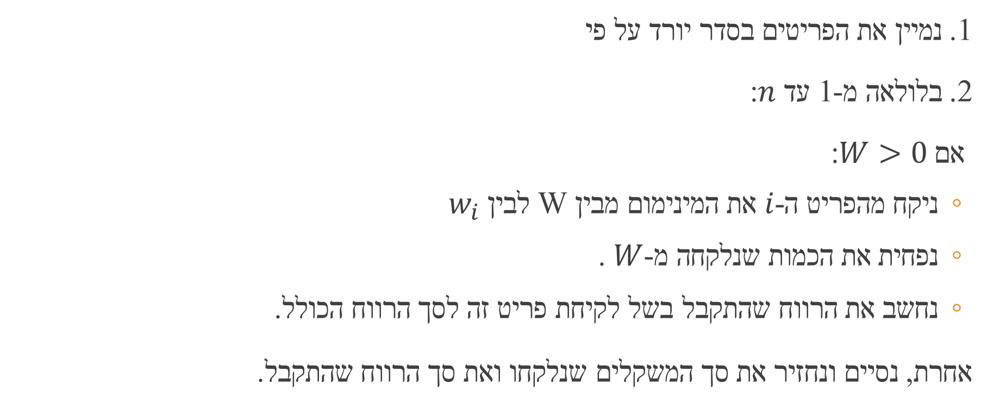 1. נמיין את הפריטים בסדר יורד על פי
2. בלולאה מ-1 עד n:
אם W > 0:
◦ ניקח מהפריט ה-i את המינימום מבין W לבין wᵢ
◦ נפחית את הכמות שנלקחה מ-W .
◦ נחשב את הרווח שהתקבל בשל לקיחת פריט זה לסך הרווח הכולל.
אחרת, נסיים ונחזיר את סך המשקלים שנלקחו ואת סך הרווח שהתקבל.